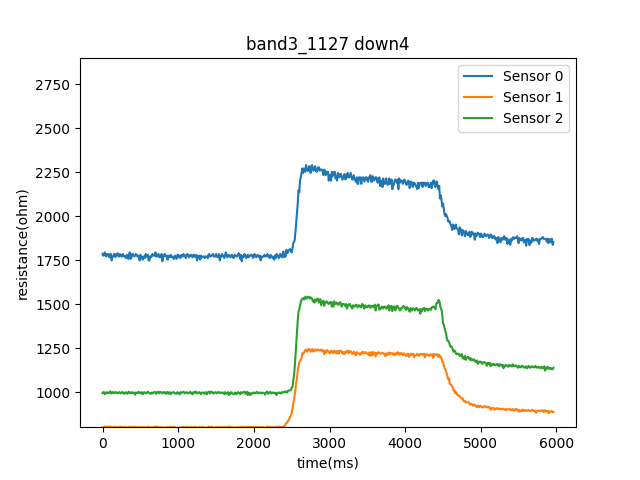 band3_1127 down4
Sensor 0
Sensor 1
Sensor 2
resistance(ohm)
2750
2500
2250
2000
1750
1500
1250
1000
0 1000 2000 3000 4000 5000 6000
time(ms)